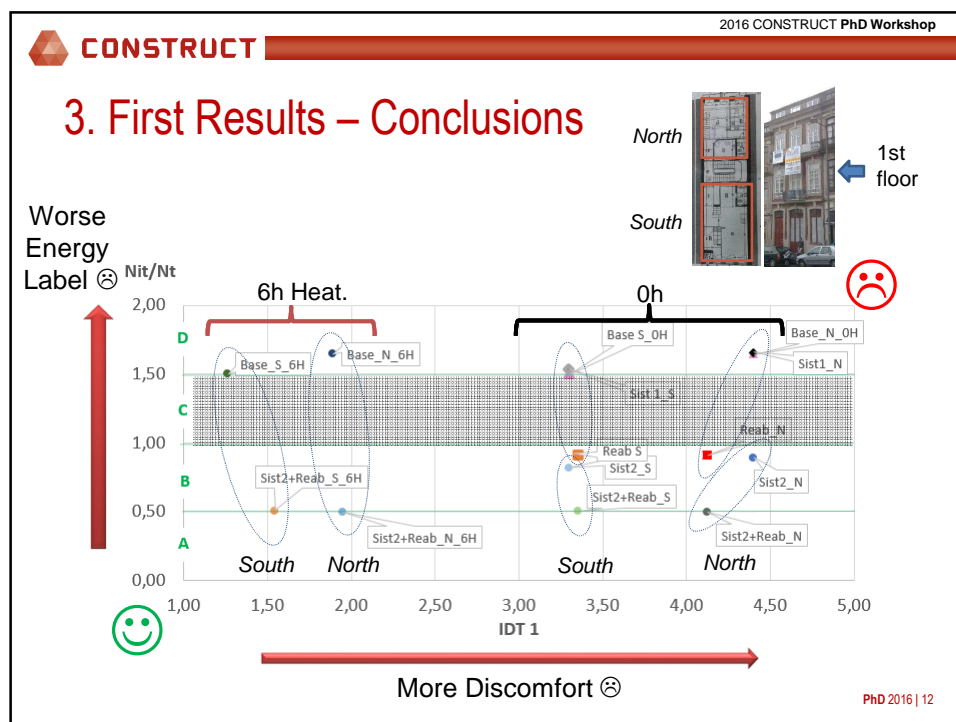 2016 CONSTRUCT PhD Workshop
CONSTRUCT
3. First Results – Conclusions
North
South
1st
floor
Worse
Energy
Label ☹
Nit/Nt
6h Heat.
0h
2,00
1,50
1,00
0,50
0,00
D
C
B
A
Base_S_6H
Base_N_6H
Base S_0H
Base_N_0H
Sist 1_S
Sist1_N
Reab S
Reab_N
Sist2_S
Sist2_N
Sist2+Reab_S_6H
Sist2+Reab_N_6H
Sist2+Reab_S
Sist2+Reab_N
South
North
South
North
1,00
1,50
2,00
2,50
3,00
3,50
4,00
4,50
5,00
IDT 1
More Discomfort ☹
PhD 2016 | 12